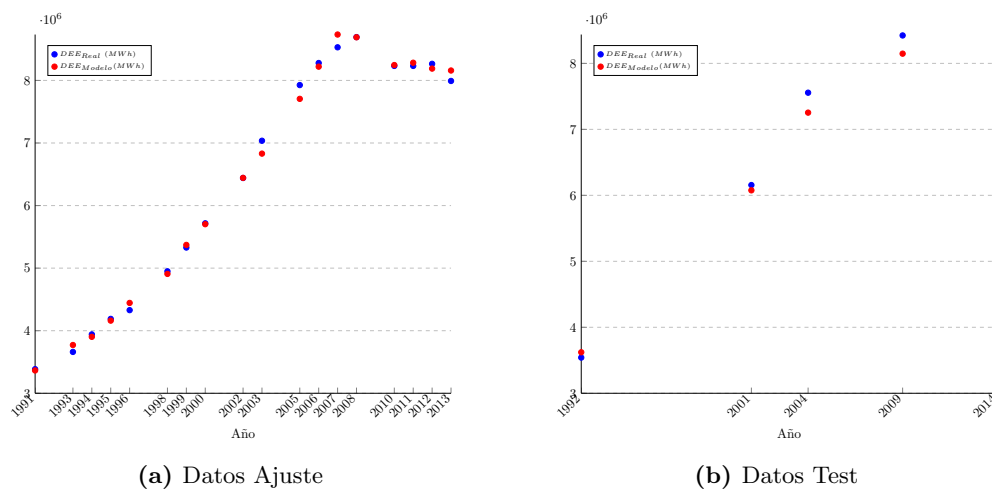 ·10⁶
DEE_Real (MWh)
DEE_Modelo(MWh)
8
7
6
5
4
3
1991 1993 1994 1995 1996 1998 1999 2000 2002 2003 2005 2006 2007 2008 2010 2011 2012 2013
Año
(a) Datos Ajuste
·10⁶
DEE_Real (MWh)
DEE_Modelo(MWh)
8
7
6
5
4
3
1992 2001 2004 2009 2014
Año
(b) Datos Test